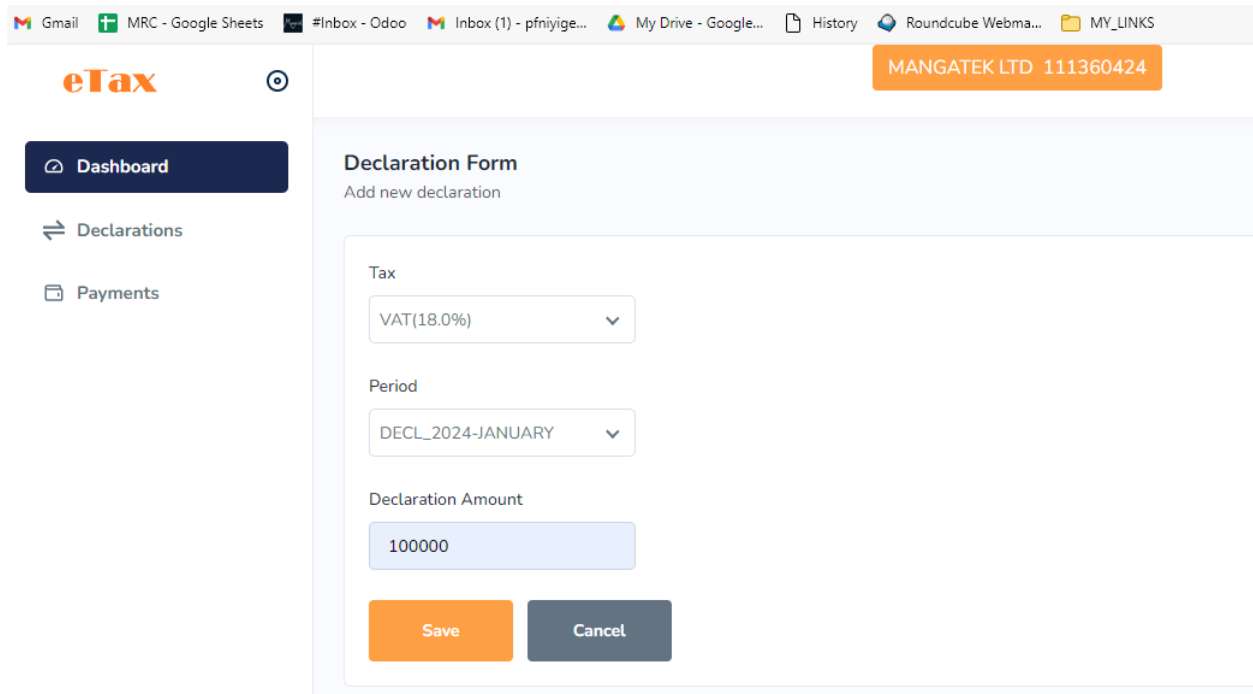 Gmail MRC - Google Sheets #Inbox - Odoo Inbox (1) - pfniyige... My Drive - Google... History Roundcube Webma... MY_LINKS
eTax
MANGATEK LTD 111360424
Dashboard
Declarations
Payments
Declaration Form
Add new declaration
Tax
VAT(18.0%)
Period
DECL_2024-JANUARY
Declaration Amount
100000
Save Cancel